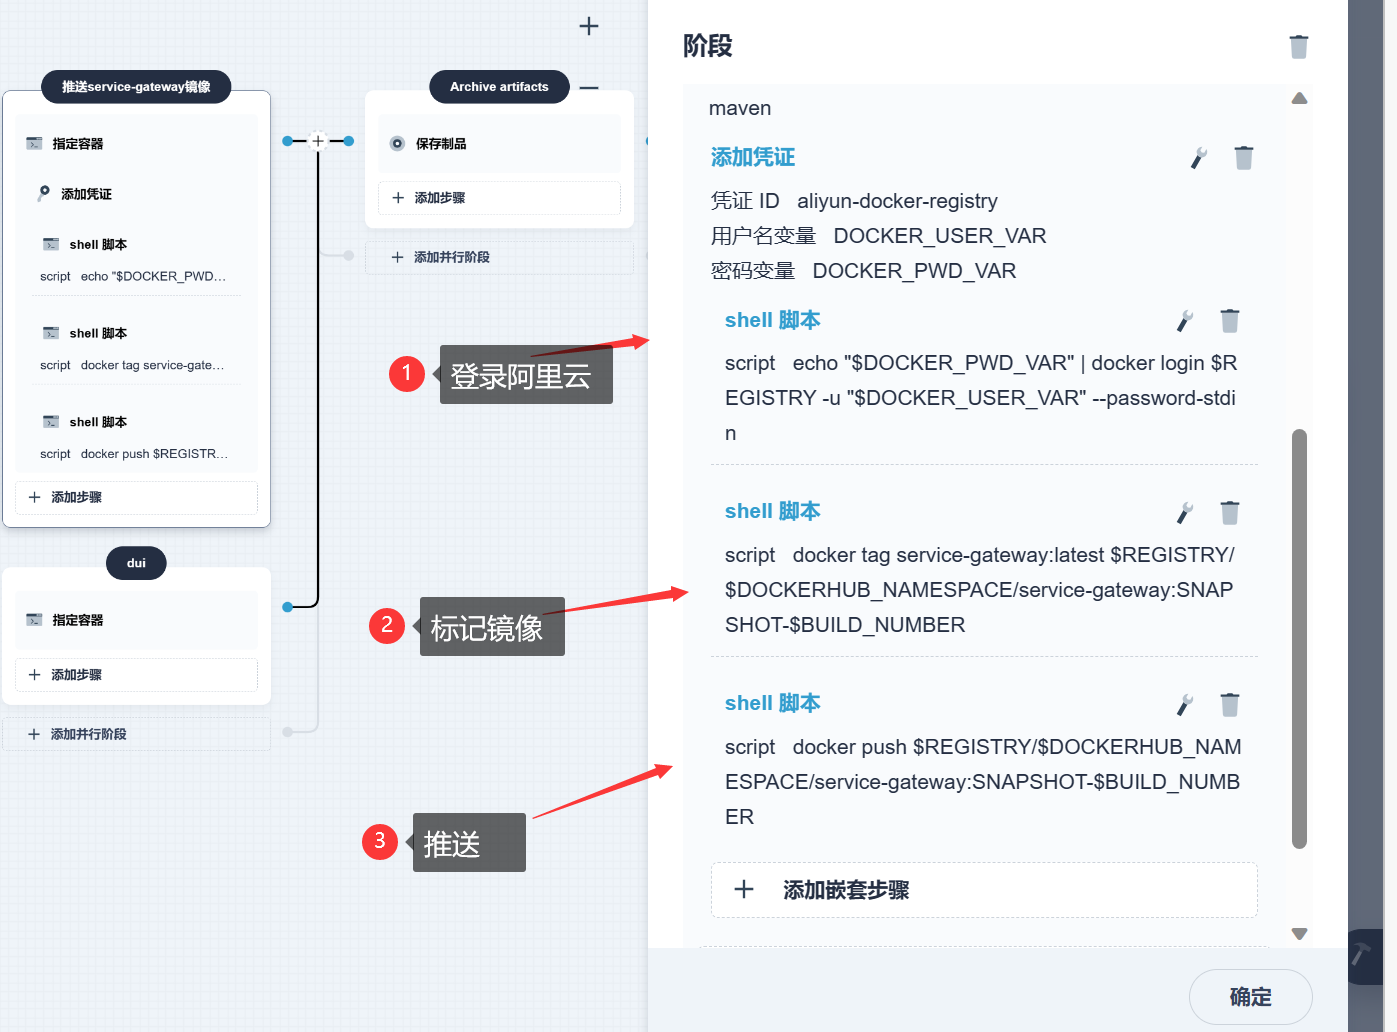 推送service-gateway镜像
指定容器
添加凭证
shell 脚本
script echo "$DOCKER_PWD...
shell 脚本
script docker tag service-gate...
shell 脚本
script docker push $REGISTR...
添加步骤
dui
指定容器
添加步骤
添加并行阶段
Archive artifacts
保存制品
添加步骤
添加并行阶段
1 登录阿里云
2 标记镜像
3 推送
阶段
maven
添加凭证
凭证 ID aliyun-docker-registry
用户名变量 DOCKER_USER_VAR
密码变量 DOCKER_PWD_VAR
shell 脚本
script echo "$DOCKER_PWD_VAR" | docker login $R
EGISTRY -u "$DOCKER_USER_VAR" --password-stdi
n
shell 脚本
script docker tag service-gateway:latest $REGISTRY/
$DOCKERHUB_NAMESPACE/service-gateway:SNAP
SHOT-$BUILD_NUMBER
shell 脚本
script docker push $REGISTRY/$DOCKERHUB_NAM
ESPACE/service-gateway:SNAPSHOT-$BUILD_NUMB
ER
添加嵌套步骤
确定